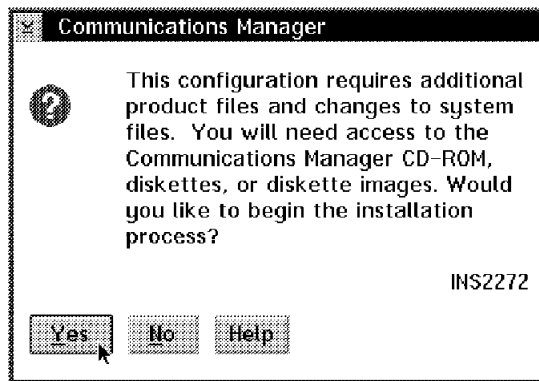 Communications Manager
This configuration requires additional
product files and changes to system
files. You will need access to the
Communications Manager CD-ROM,
diskettes, or diskette images. Would
you like to begin the installation
process?
INS2272
Yes No Help